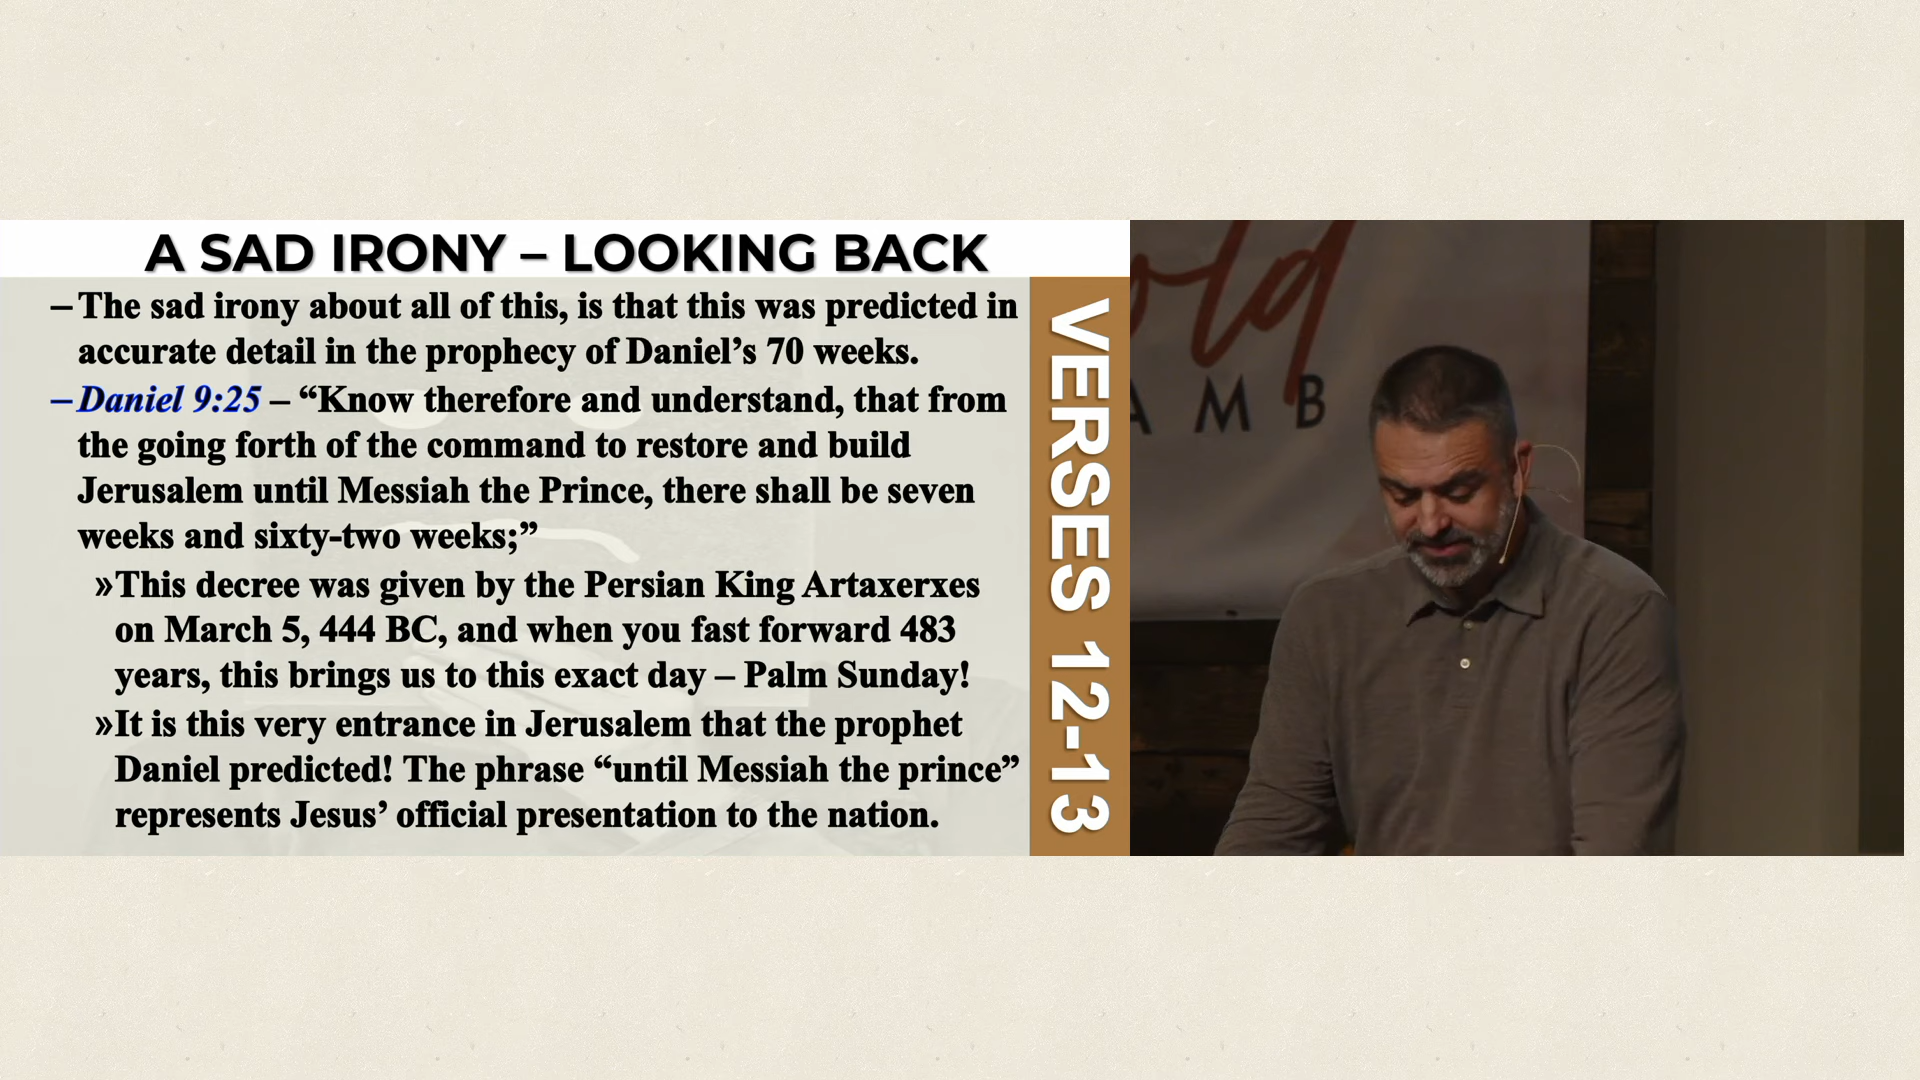 A SAD IRONY – LOOKING BACK
– The sad irony about all of this, is that this was predicted in
accurate detail in the prophecy of Daniel’s 70 weeks.
– Daniel 9:25 – “Know therefore and understand, that from
the going forth of the command to restore and build
Jerusalem until Messiah the Prince, there shall be seven
weeks and sixty-two weeks;”
» This decree was given by the Persian King Artaxerxes
on March 5, 444 BC, and when you fast forward 483
years, this brings us to this exact day – Palm Sunday!
» It is this very entrance in Jerusalem that the prophet
Daniel predicted! The phrase “until Messiah the prince”
represents Jesus’ official presentation to the nation.
VERSES 12-13
old
AMB